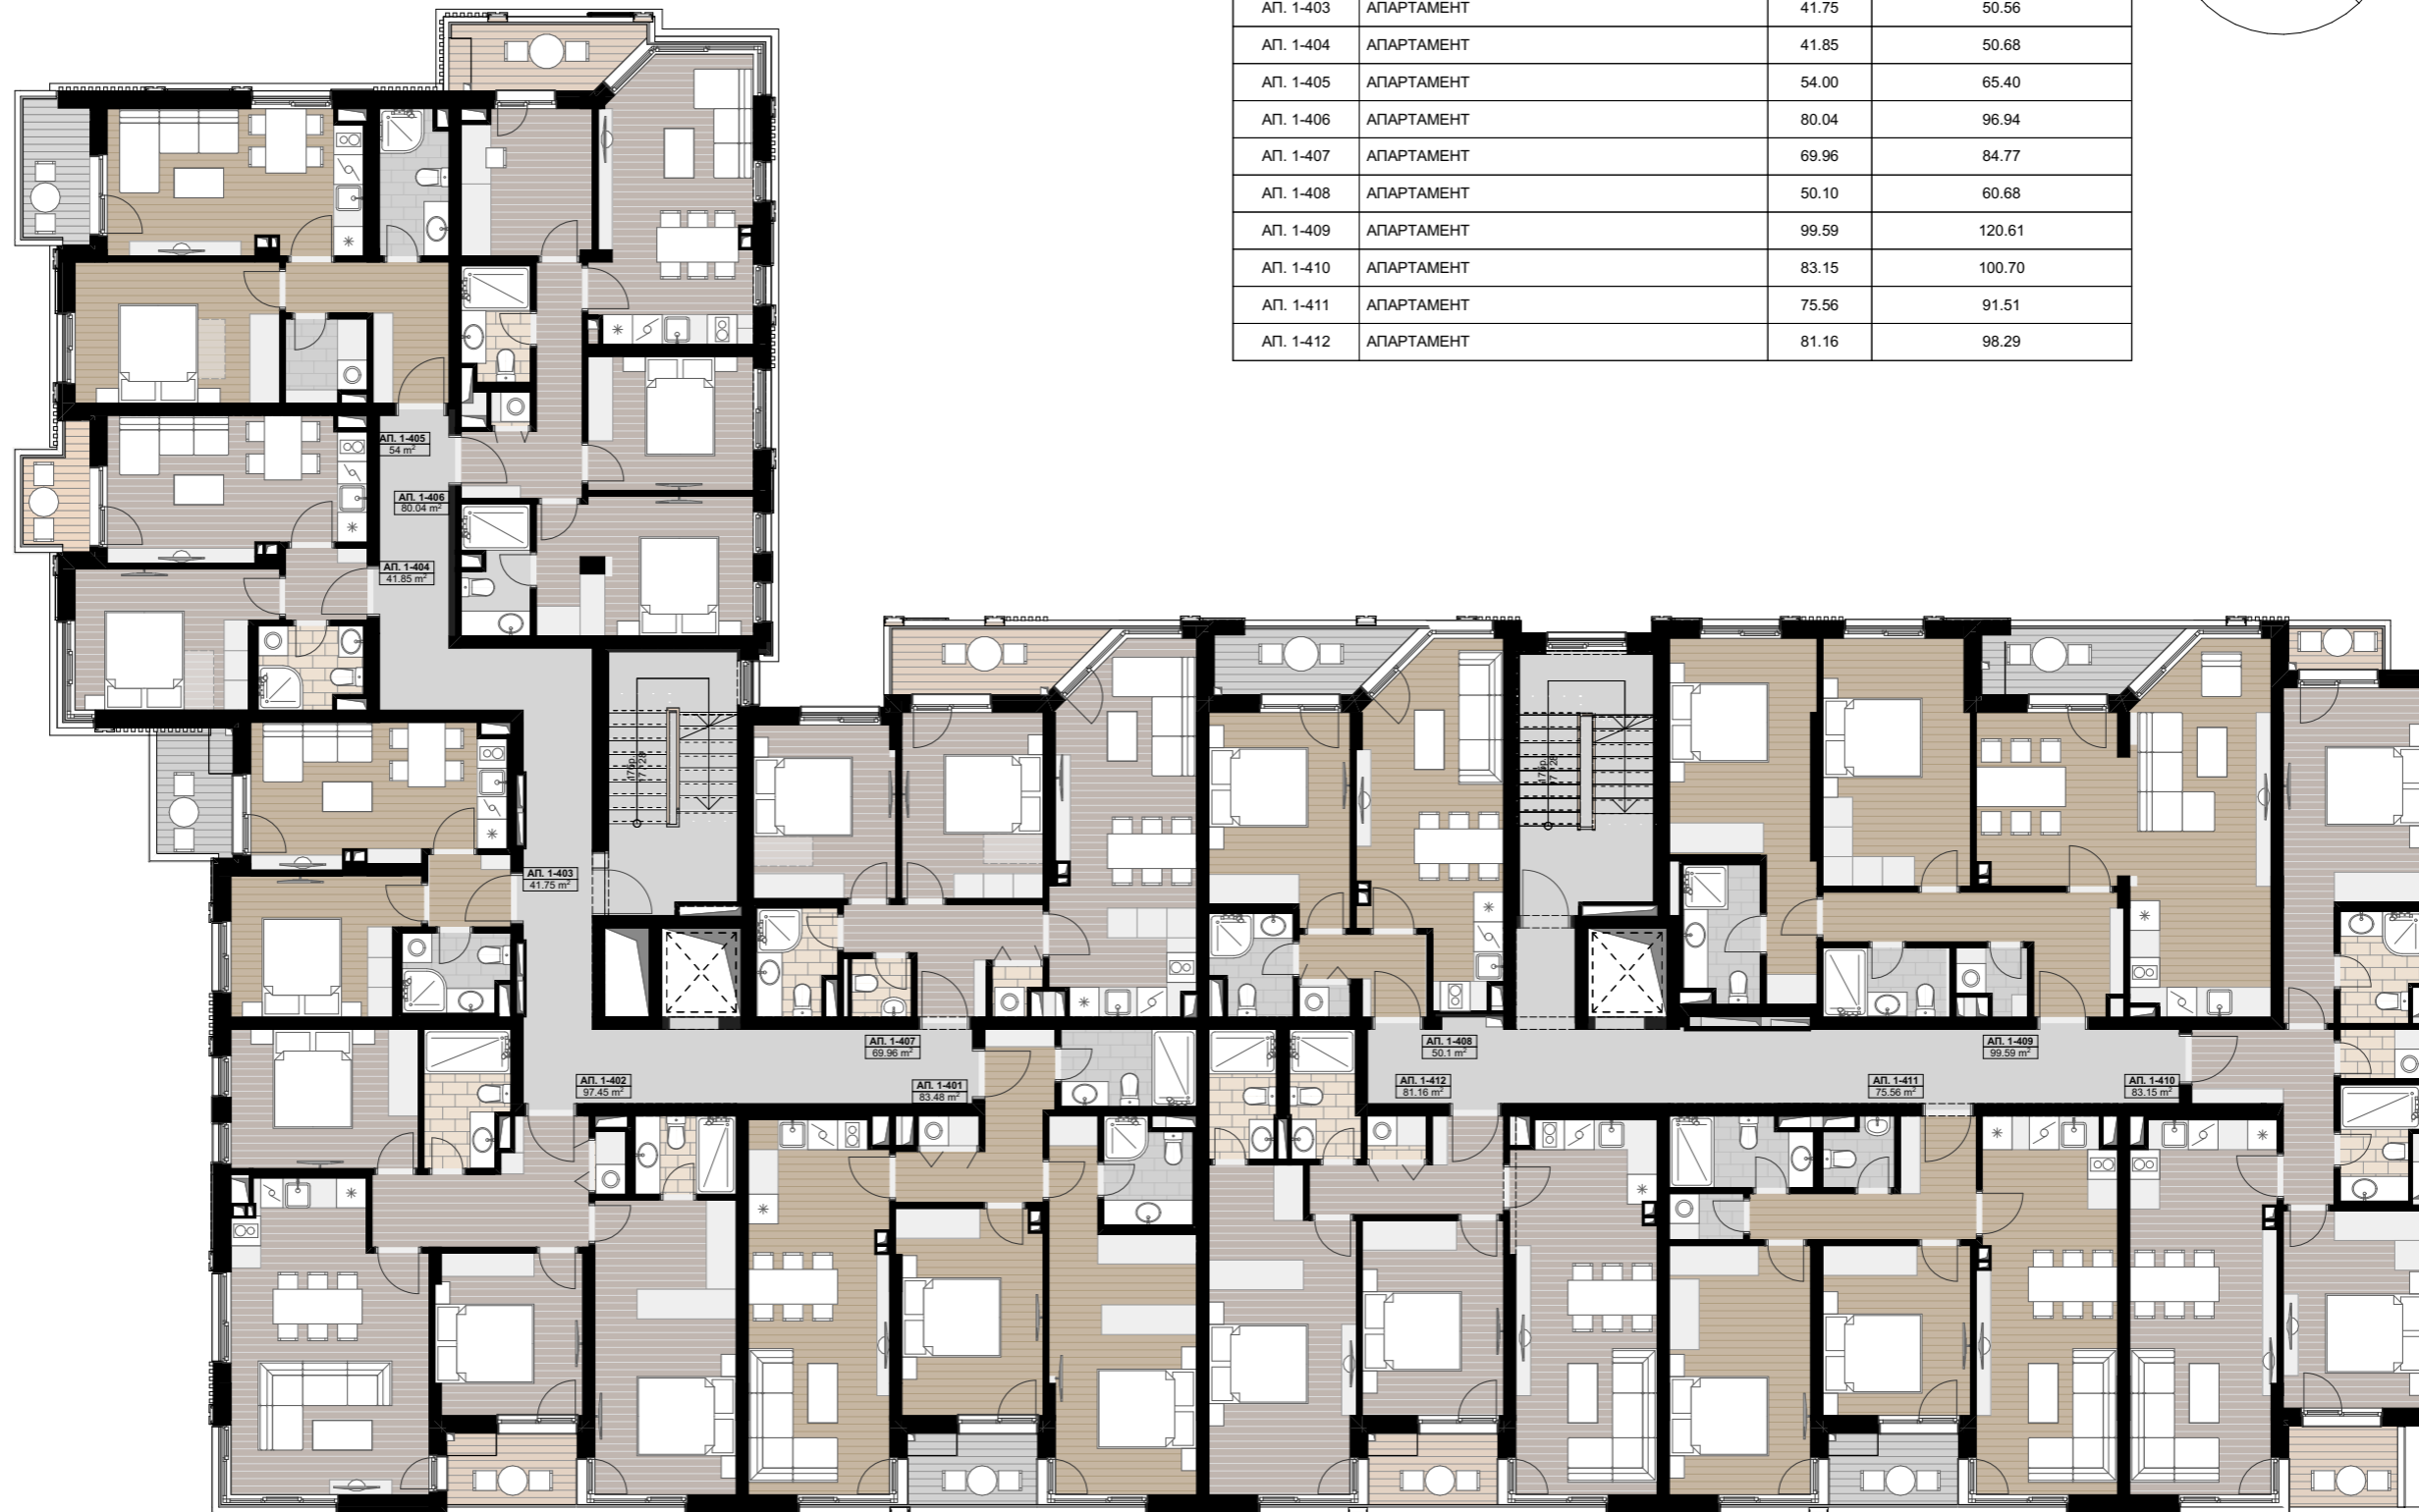 АП. 1-403 АПАРТАМЕНТ 41.75 50.56
АП. 1-404 АПАРТАМЕНТ 41.85 50.68
АП. 1-405 АПАРТАМЕНТ 54.00 65.40
АП. 1-406 АПАРТАМЕНТ 80.04 96.94
АП. 1-407 АПАРТАМЕНТ 69.96 84.77
АП. 1-408 АПАРТАМЕНТ 50.10 60.68
АП. 1-409 АПАРТАМЕНТ 99.59 120.61
АП. 1-410 АПАРТАМЕНТ 83.15 100.70
АП. 1-411 АПАРТАМЕНТ 75.56 91.51
АП. 1-412 АПАРТАМЕНТ 81.16 98.29
АП. 1-405
54 m²
АП. 1-406
80.04 m²
АП. 1-404
41.85 m²
АП. 1-403
41.75 m²
АП. 1-407
69.96 m²
АП. 1-408
50.1 m²
АП. 1-409
99.59 m²
АП. 1-402
97.45 m²
АП. 1-401
83.48 m²
АП. 1-412
81.16 m²
АП. 1-411
75.56 m²
АП. 1-410
83.15 m²